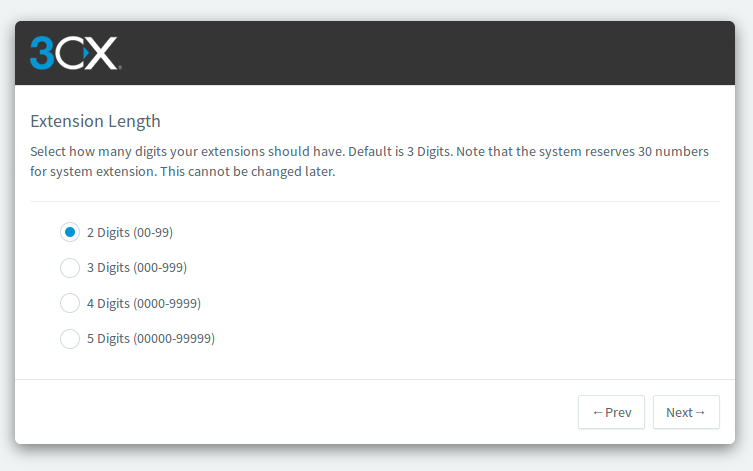 3CX
Extension Length
Select how many digits your extensions should have. Default is 3 Digits. Note that the system reserves 30 numbers
for system extension. This cannot be changed later.
2 Digits (00-99)
3 Digits (000-999)
4 Digits (0000-9999)
5 Digits (00000-99999)
←Prev Next→